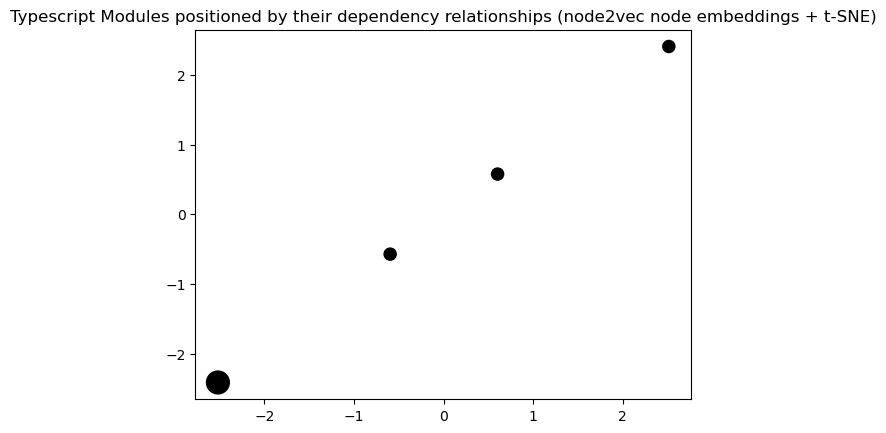 Typescript Modules positioned by their dependency relationships (node2vec node embeddings + t-SNE)
2
1
0
−1
−2
−2 −1 0 1 2